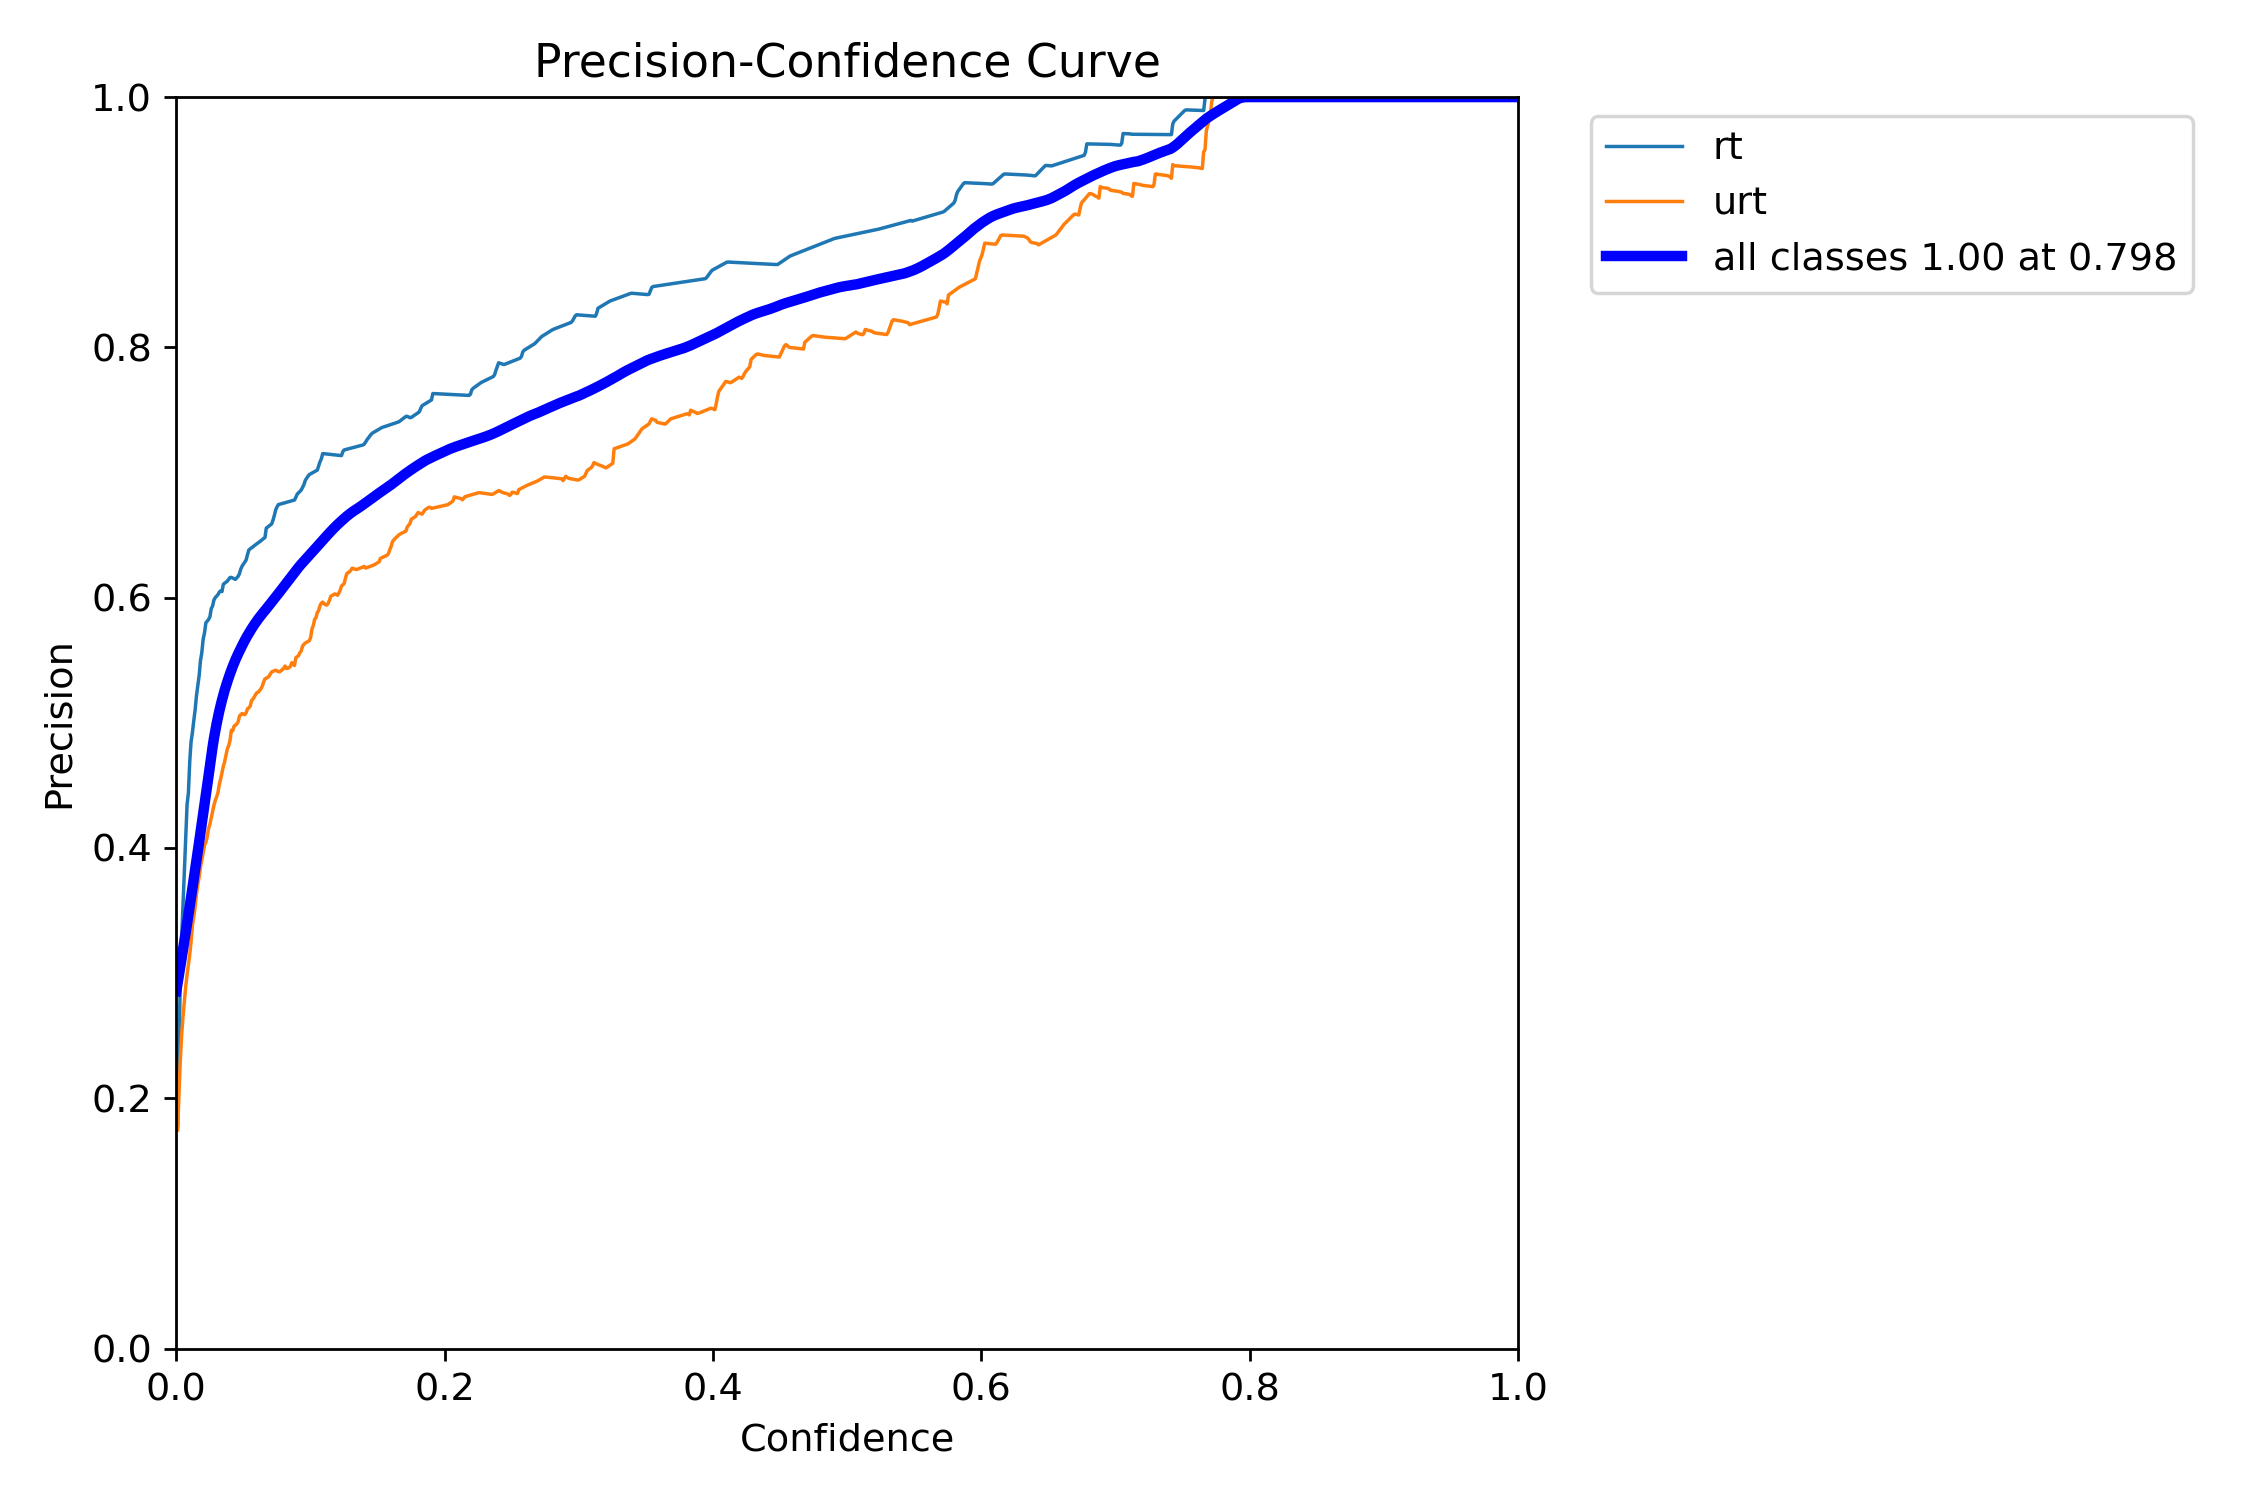 Precision-Confidence Curve
1.0
0.8
0.6
0.4
0.2
0.0
Precision
0.0 0.2 0.4 0.6 0.8 1.0
Confidence
rt
urt
all classes 1.00 at 0.798